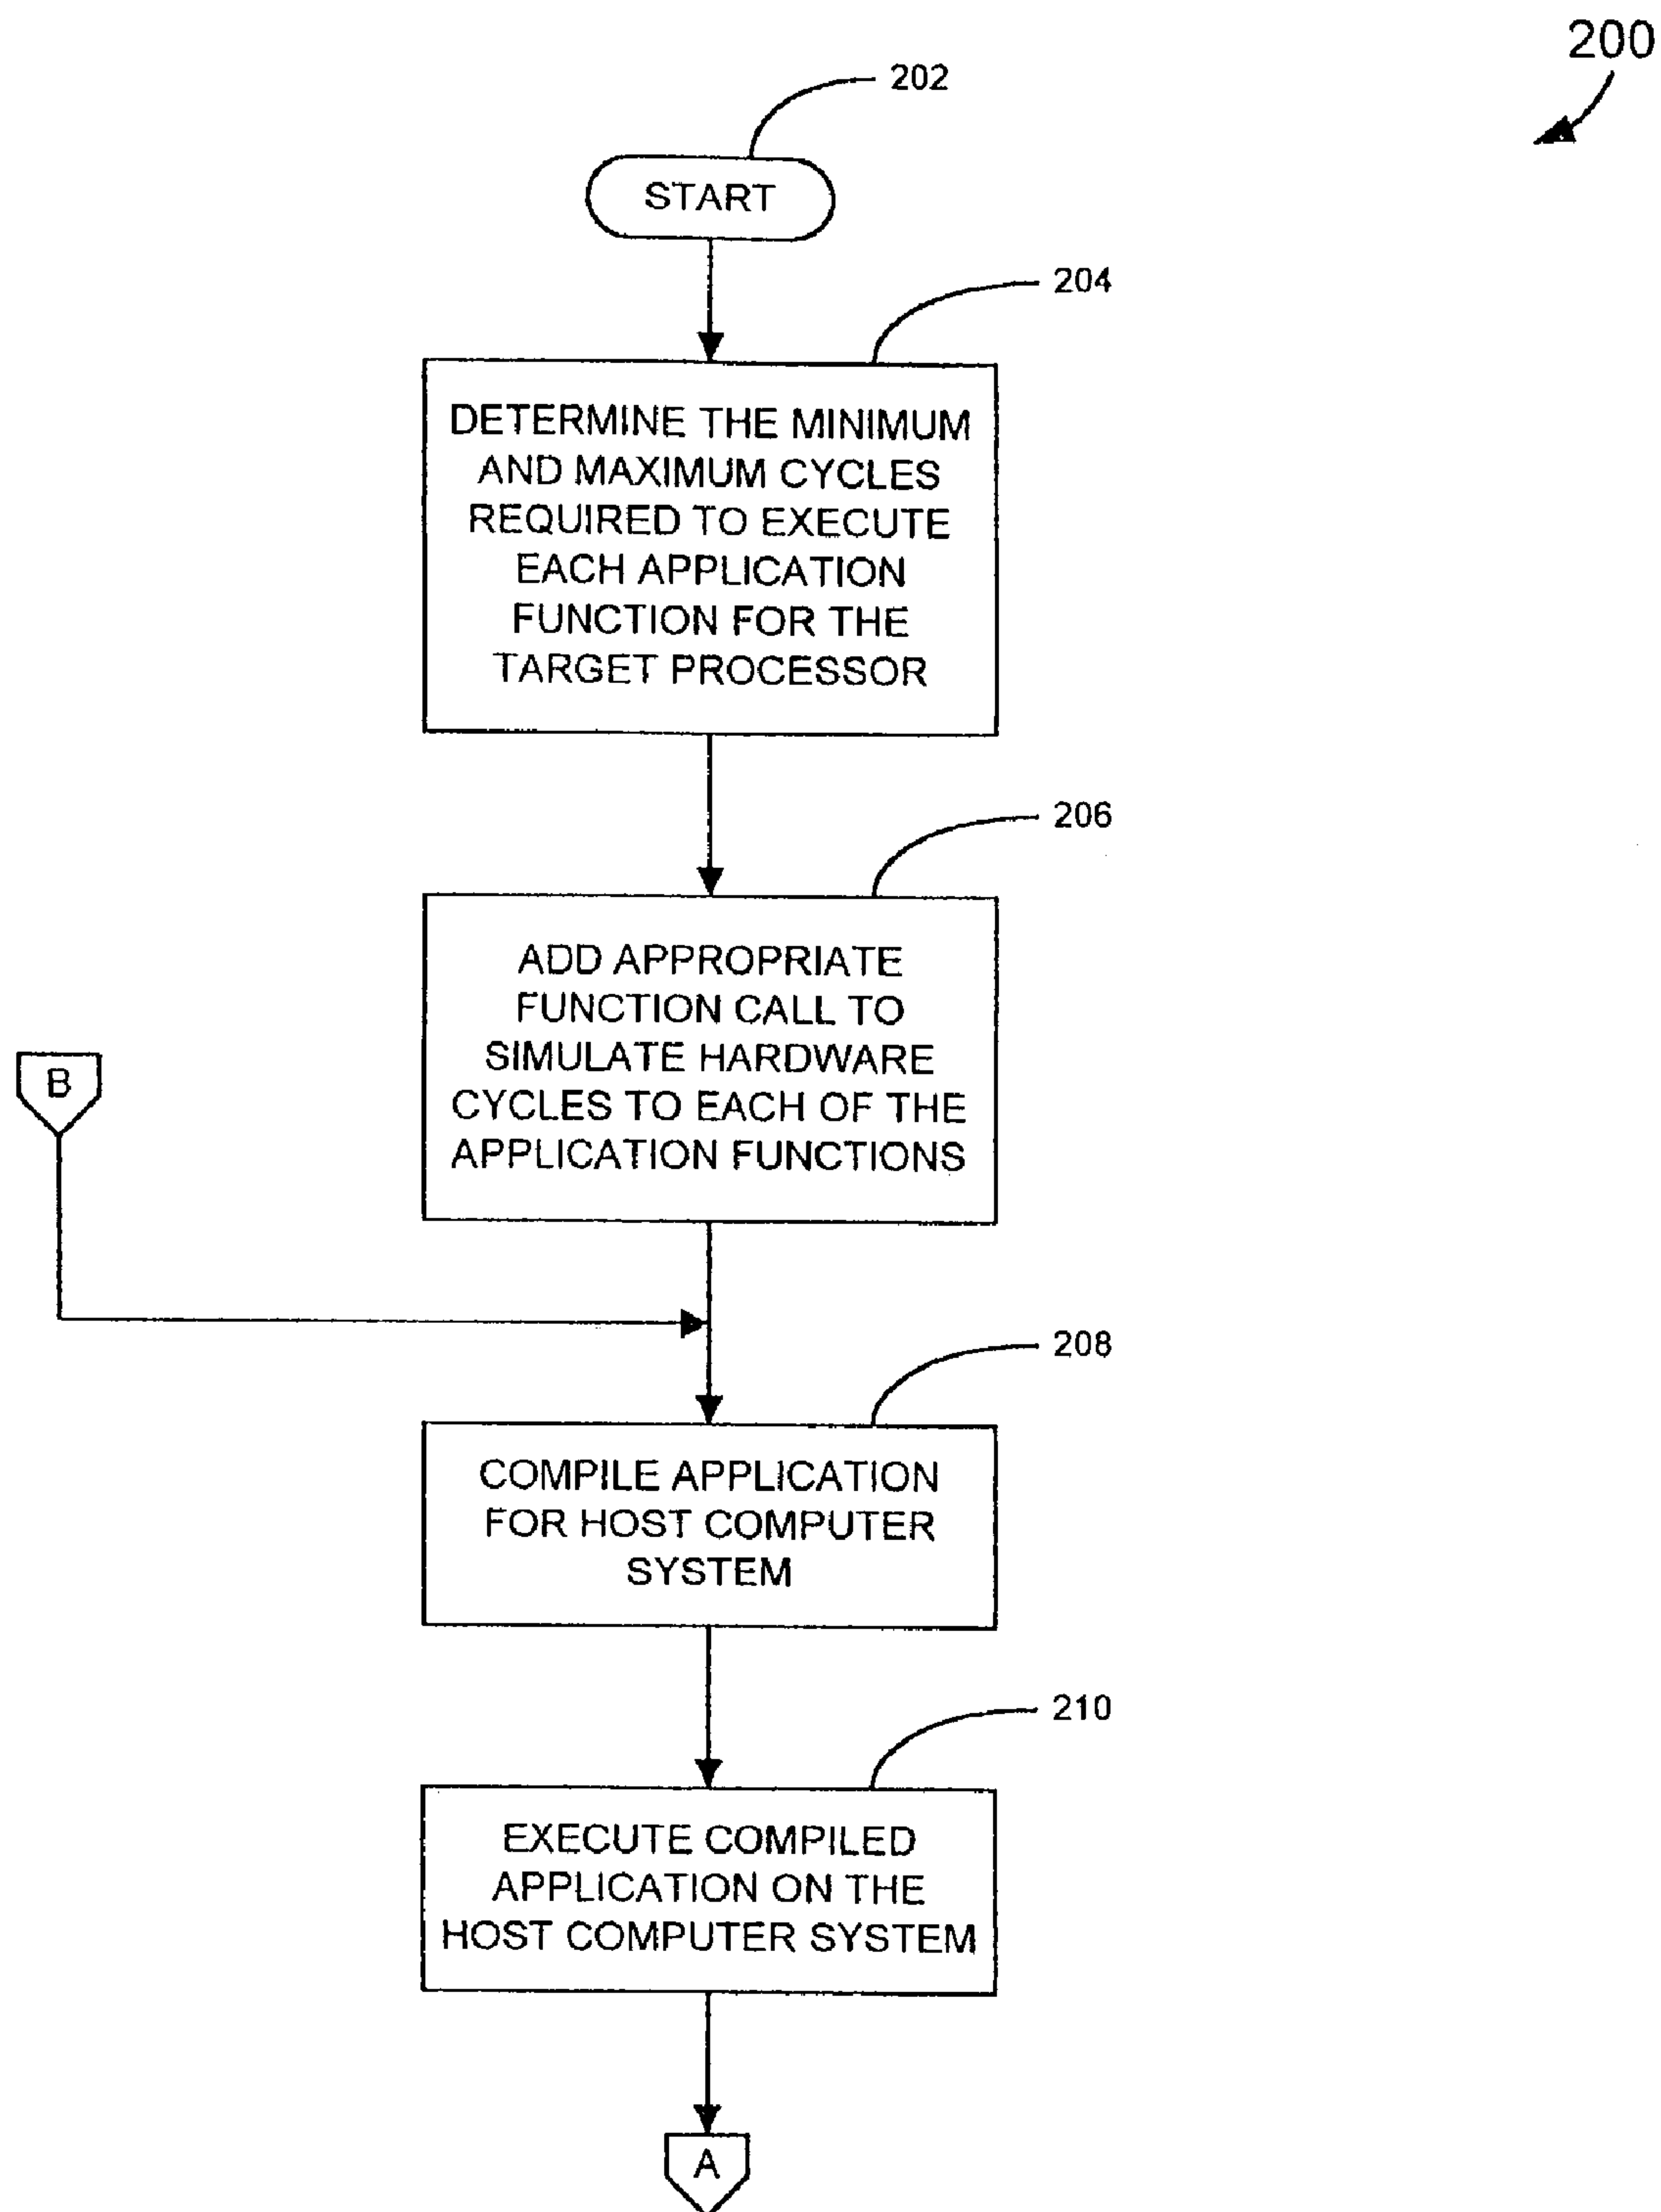 200
202
START
204
DETERMINE THE MINIMUM
AND MAXIMUM CYCLES
REQUIRED TO EXECUTE
EACH APPLICATION
FUNCTION FOR THE
TARGET PROCESSOR
206
ADD APPROPRIATE
FUNCTION CALL TO
SIMULATE HARDWARE
CYCLES TO EACH OF THE
APPLICATION FUNCTIONS
B
208
COMPILE APPLICATION
FOR HOST COMPUTER
SYSTEM
210
EXECUTE COMPILED
APPLICATION ON THE
HOST COMPUTER SYSTEM
A